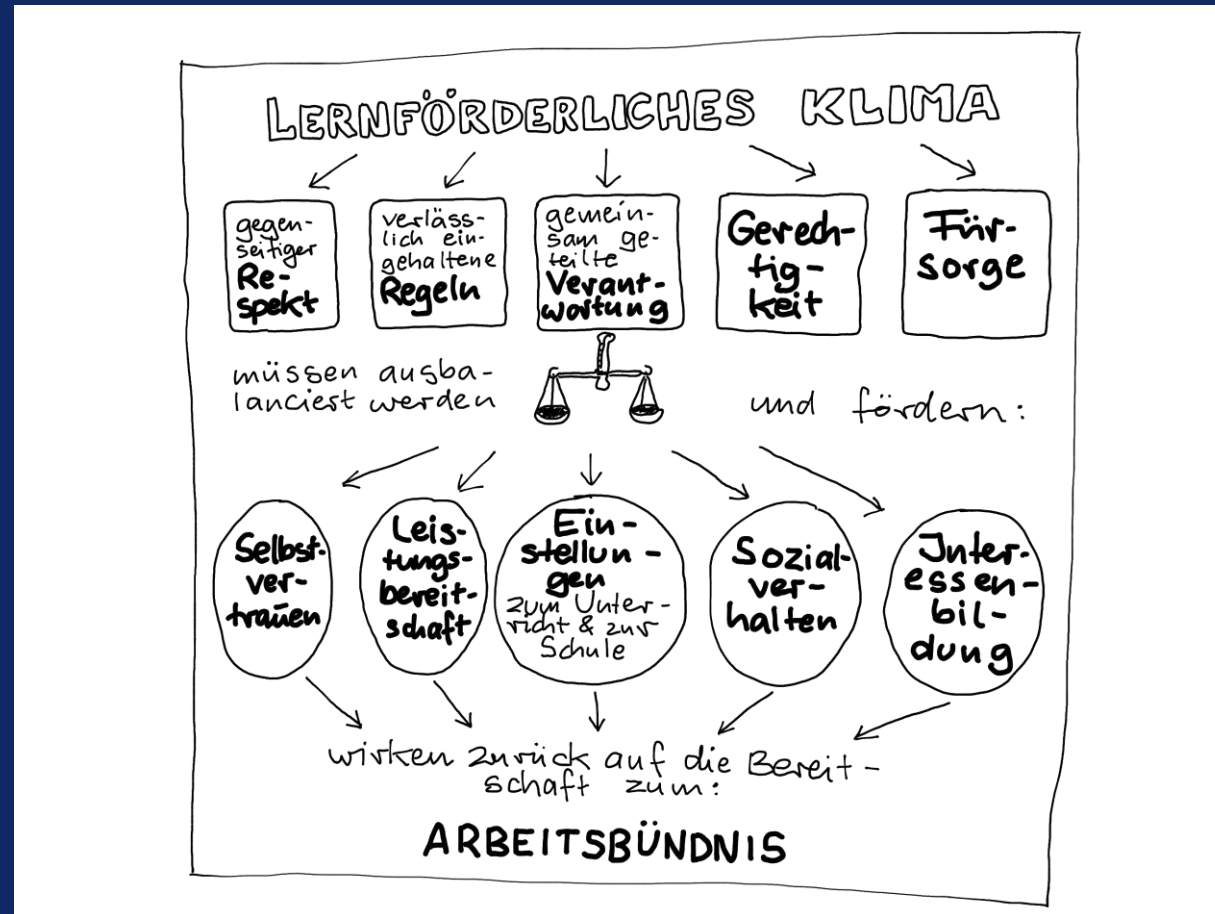 LERNFÖRDERLICHES KLIMA
gegen-
seitiger
Re-
spekt
verläss-
lich ein-
gehaltene
Regeln
gemein-
sam ge-
teilte
Verant-
wortung
Gerech-
tig-
keit
Für-
sorge
müssen ausba-
lanciert werden
und fördern:
Selbst-
ver-
trauen
Leis-
tungs-
bereit-
schaft
Ein-
stellun-
gen
zum Unter-
richt & zur
Schule
Sozial-
ver-
halten
Inter-
essen-
bil-
dung
wirken zurück auf die Bereit-
schaft zum:
ARBEITSBÜNDNIS